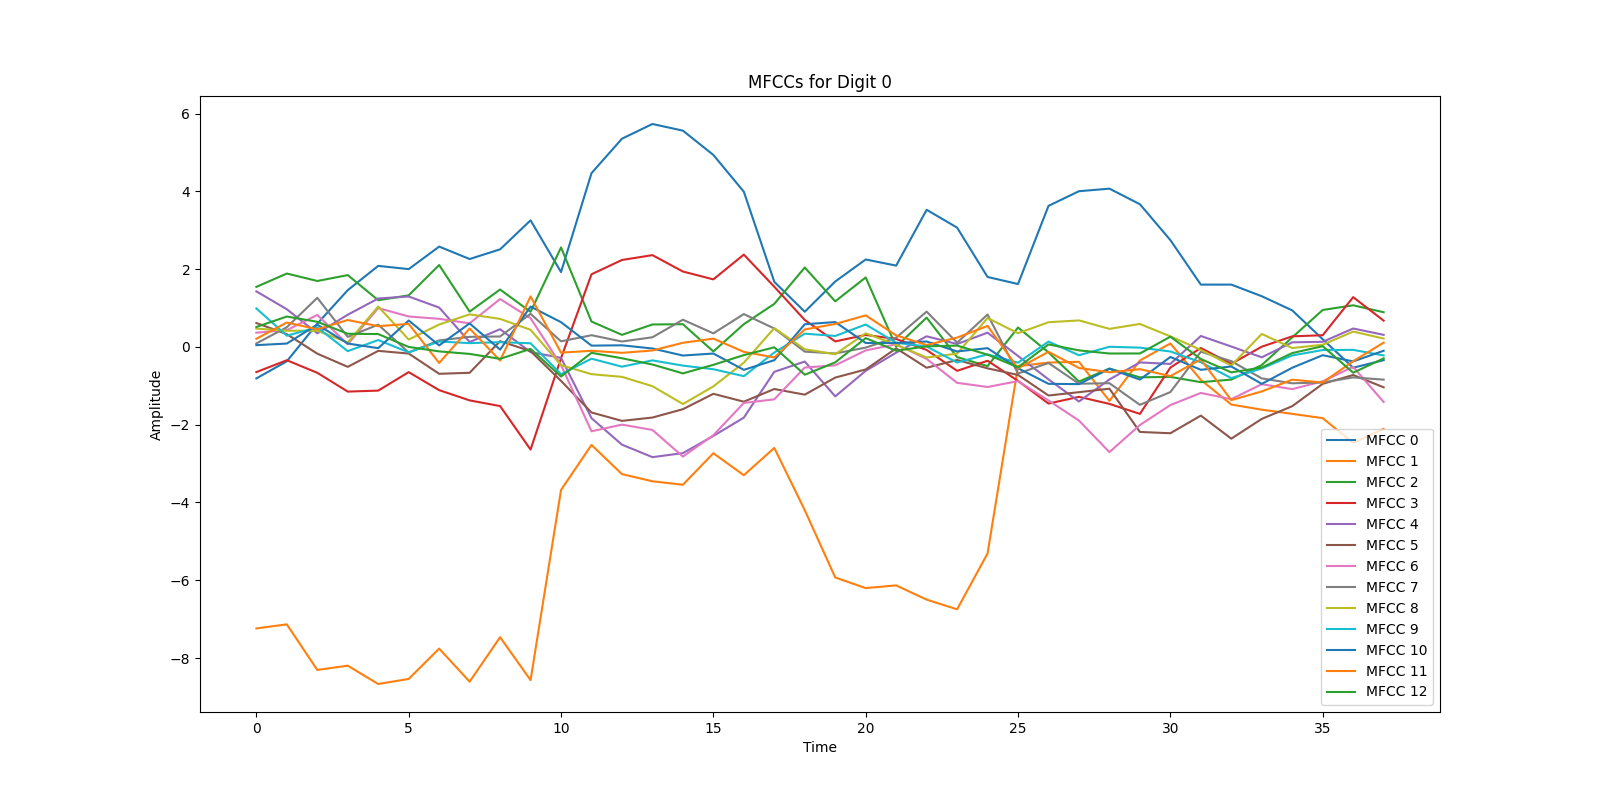 MFCCs for Digit 0
Amplitude
6
4
2
0
−2
−4
−6
−8
0 5 10 15 20 25 30 35
Time
MFCC 0
MFCC 1
MFCC 2
MFCC 3
MFCC 4
MFCC 5
MFCC 6
MFCC 7
MFCC 8
MFCC 9
MFCC 10
MFCC 11
MFCC 12